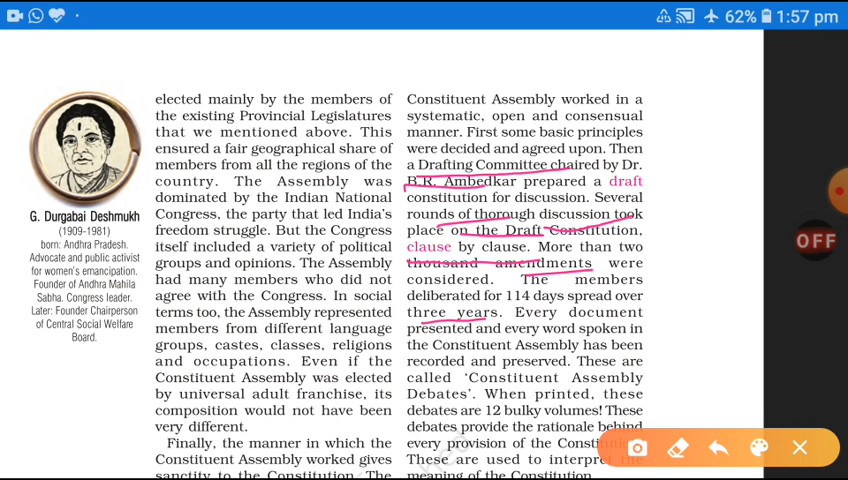 62% 1:57 pm
G. Durgabai Deshmukh
(1909-1981)
born: Andhra Pradesh.
Advocate and public activist
for women's emancipation.
Founder of Andhra Mahila
Sabha. Congress leader.
Later: Founder Chairperson
of Central Social Welfare
Board.
elected mainly by the members of
the existing Provincial Legislatures
that we mentioned above. This
ensured a fair geographical share of
members from all the regions of
the country. The Assembly was
dominated by the Indian National
Congress, the party that led India's
freedom struggle. But the Congress
itself included a variety of political
groups and opinions. The Assembly
had many members who did not
agree with the Congress. In social
terms too, the Assembly represented
members from different language
groups, castes, classes, religions
and occupations. Even if the
Constituent Assembly was elected
by universal adult franchise, its
composition would not have been
very different.
Finally, the manner in which the
Constituent Assembly worked gives
sanctity to the Constitution. The
Constituent Assembly worked in a
systematic, open and consensual
manner. First some basic principles
were decided and agreed upon. Then
a Drafting Committee chaired by Dr.
B.R. Ambedkar prepared a draft
constitution for discussion. Several
rounds of thorough discussion took
place on the Draft Constitution,
clause by clause. More than two
thousand amendments were
considered. The members
deliberated for 114 days spread over
three years. Every document
presented and every word spoken in
the Constituent Assembly has been
recorded and preserved. These are
called 'Constituent Assembly
Debates'. When printed, these
debates are 12 bulky volumes! These
debates provide the rationale behind
every provision of the
These are used to interpret
meaning of the Constitution.
OFF